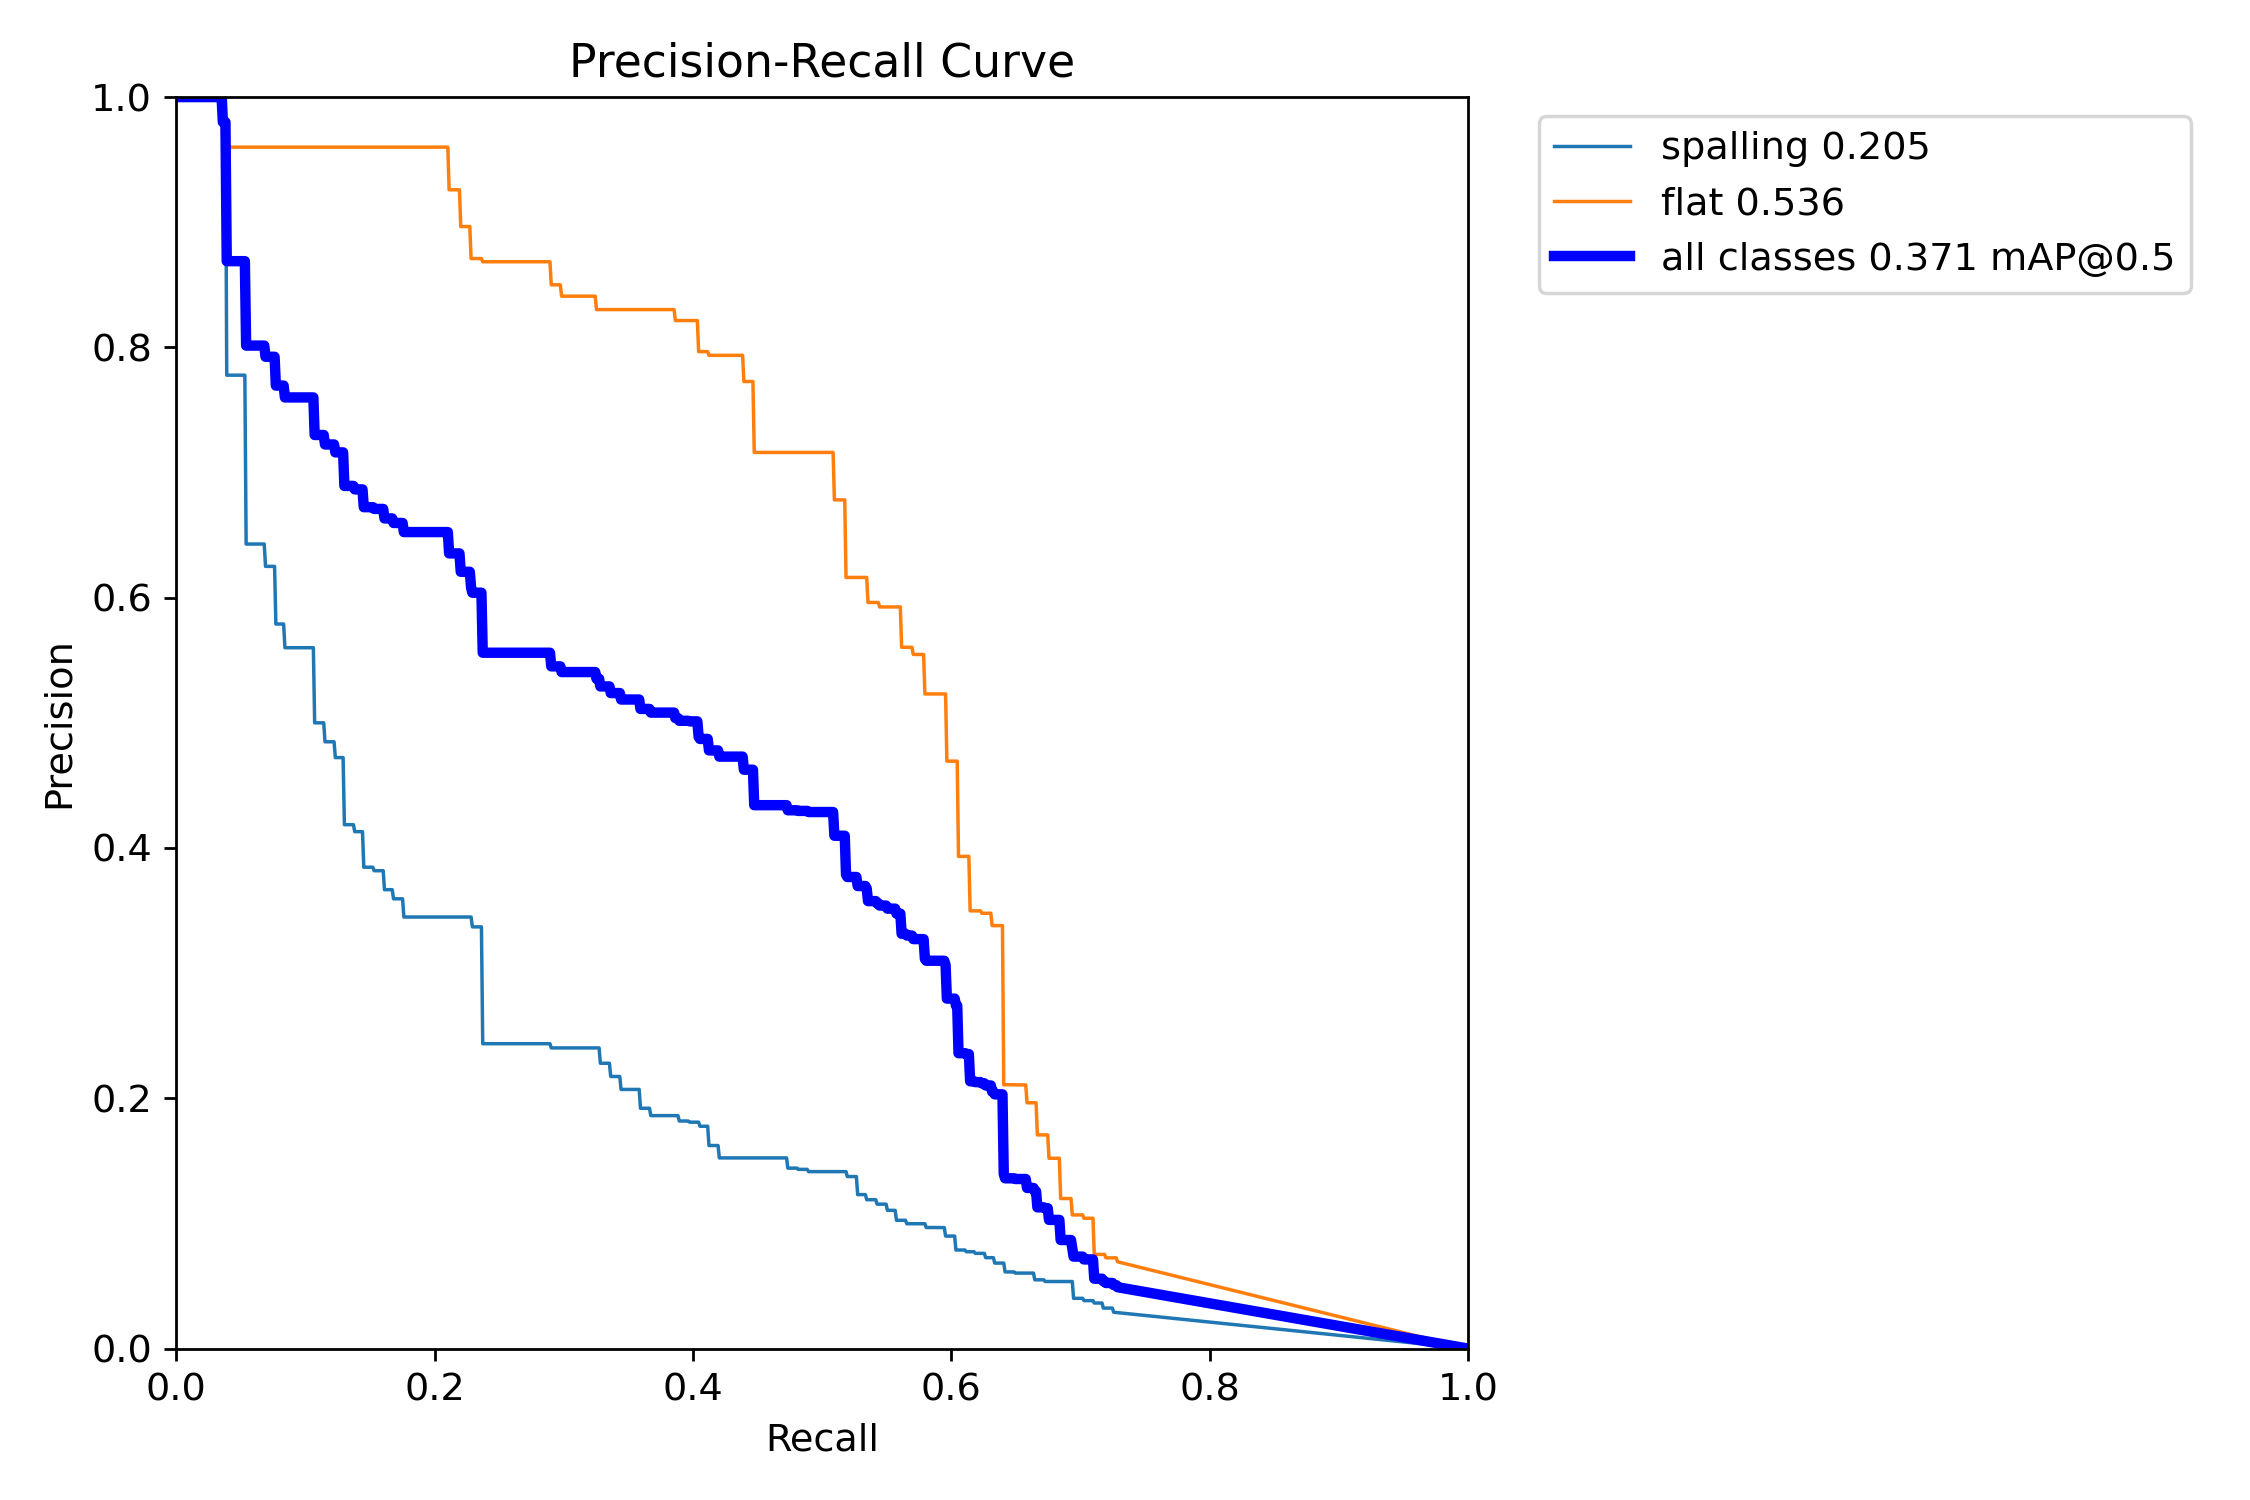 Precision-Recall Curve
1.0
0.8
0.6
0.4
0.2
0.0
Precision
0.0 0.2 0.4 0.6 0.8 1.0
Recall
spalling 0.205
flat 0.536
all classes 0.371 mAP@0.5